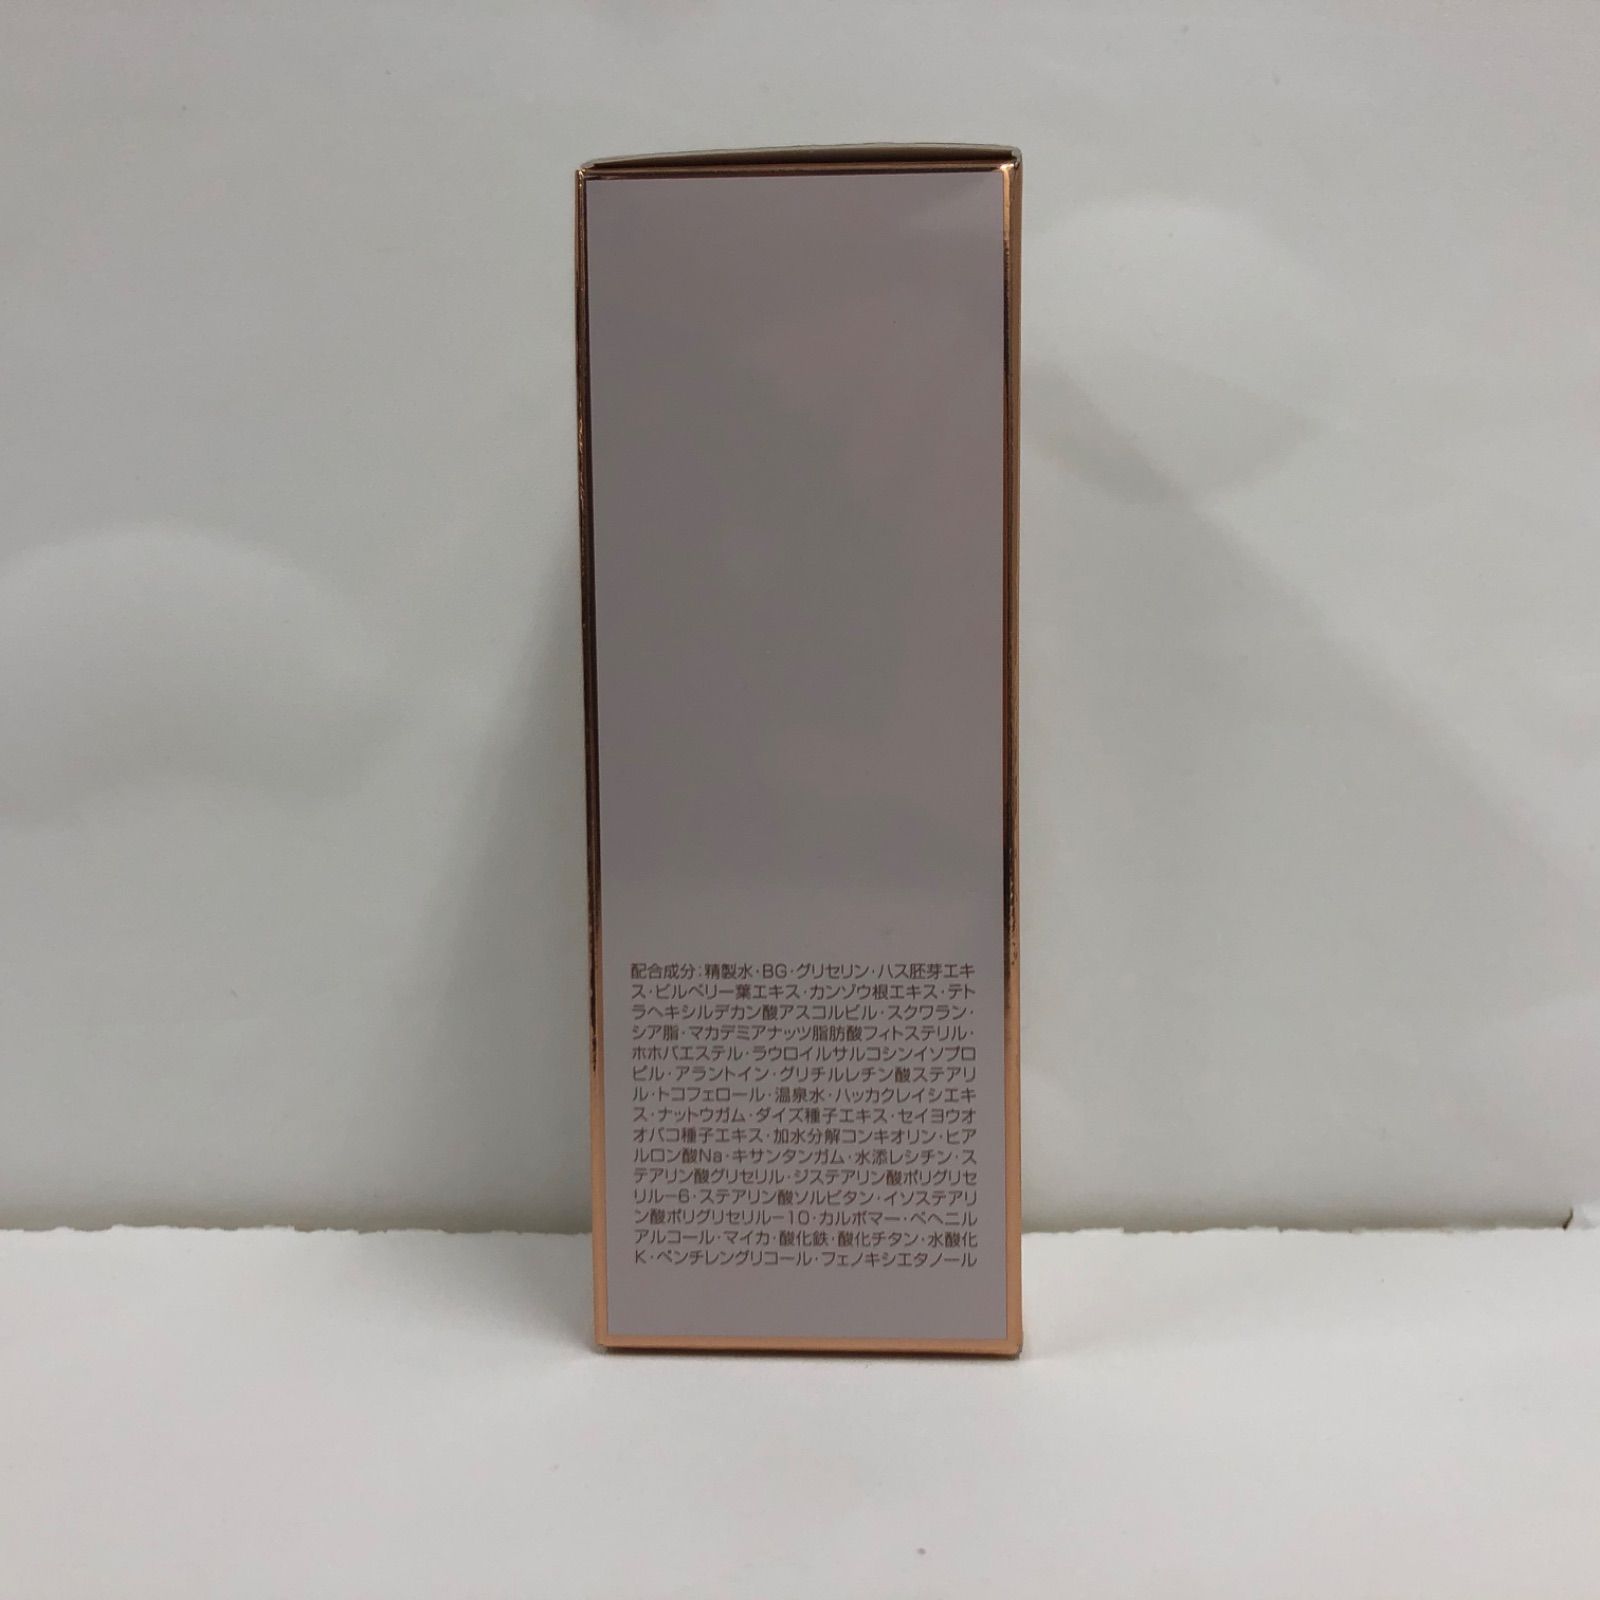 配合成分:精製水・BG・グリセリン・ハス胚芽エキ
ス・ビルベリー葉エキス・カンゾウ根エキス・テト
ラヘキシルデカン酸アスコルビル・スクワラン・
シア脂・マカデミアナッツ脂肪酸フィトステリル・
ホホバエステル・ラウロイルサルコシンイソプロ
ピル・アラントイン・グリチルレチン酸ステアリ
ル・トコフェロール・温泉水・ハッカクレイシエキ
ス・ナットウガム・ダイズ種子エキス・セイヨウオ
オバコ種子エキス・加水分解コンキオリン・ヒア
ルロン酸Na・キサンタンガム・水添レシチン・ス
テアリン酸グリセリル・ジステアリン酸ポリグリセ
リル-6・ステアリン酸ソルビタン・イソステアリ
ン酸ポリグリセリル-10・カルボマー・ベヘニル
アルコール・マイカ・酸化鉄・酸化チタン・水酸化
K・ペンチレングリコール・フェノキシエタノール